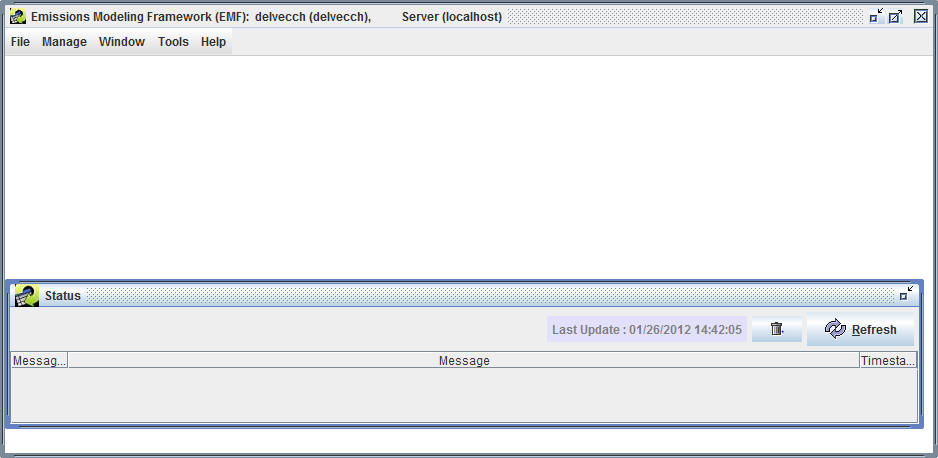 Emissions Modeling Framework (EMF): delvecch (delvecch), Server (localhost)
File Manage Window Tools Help
Status
Last Update : 01/26/2012 14:42:05 Refresh
Messag... Message Timesta...